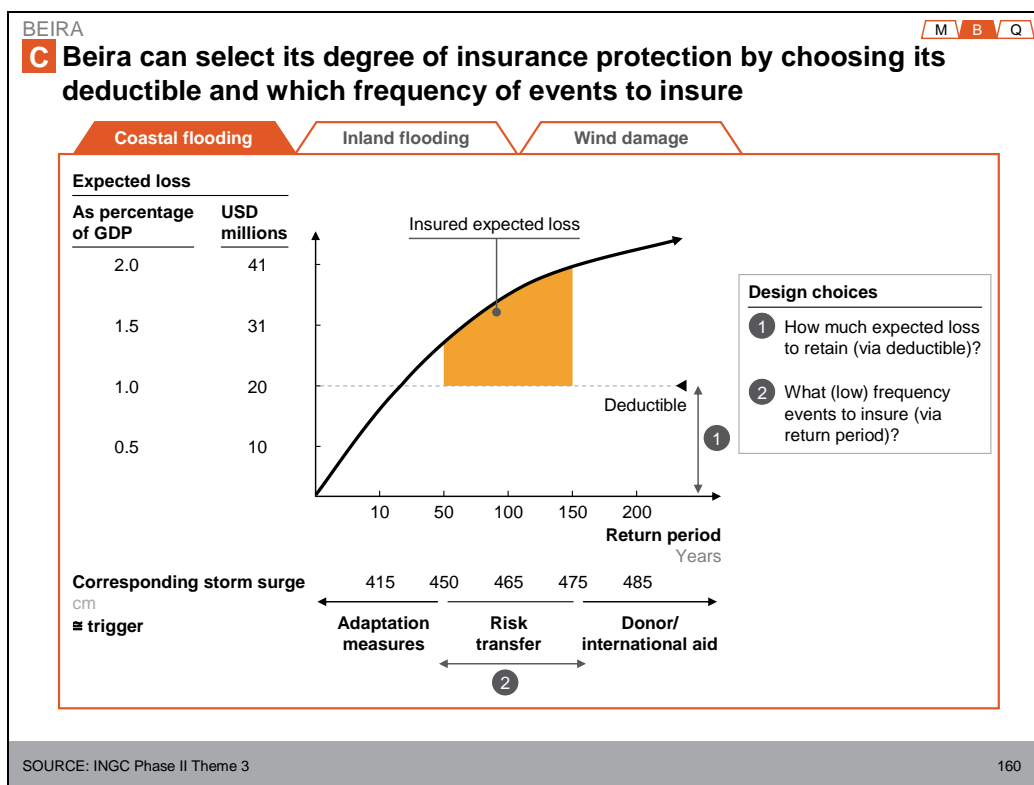 BEIRA
M B Q
C Beira can select its degree of insurance protection by choosing its
deductible and which frequency of events to insure
Coastal flooding
Inland flooding
Wind damage
Expected loss
As percentage
of GDP
USD
millions
2.0 41
1.5 31
1.0 20
0.5 10
Insured expected loss
Deductible
1
10 50 100 150 200
Return period
Years
Design choices
1 How much expected loss
to retain (via deductible)?
2 What (low) frequency
events to insure (via
return period)?
Corresponding storm surge 415 450 465 475 485
cm
≅ trigger
Adaptation
measures
Risk
transfer
Donor/
international aid
2
SOURCE: INGC Phase II Theme 3
160